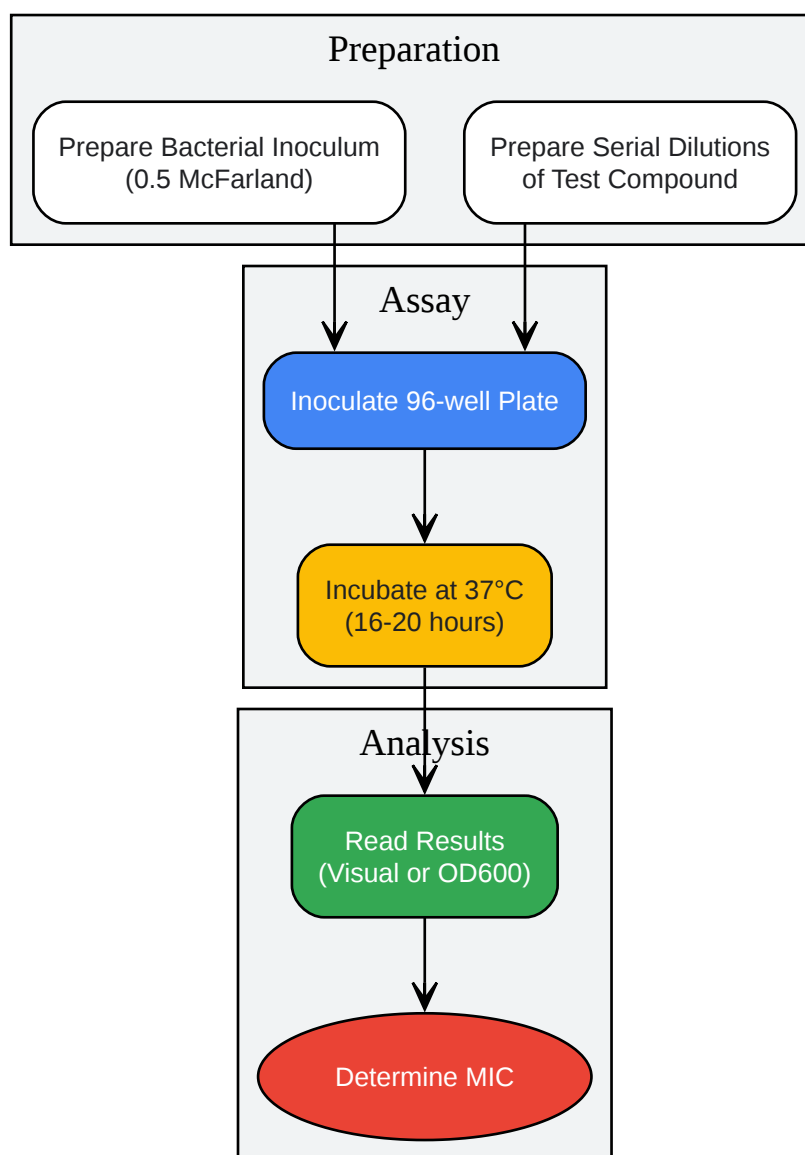 Preparation
Prepare Bacterial Inoculum
(0.5 McFarland)
Prepare Serial Dilutions
of Test Compound
Assay
Inoculate 96-well Plate
Incubate at 37°C
(16-20 hours)
Analysis
Read Results
(Visual or OD600)
Determine MIC